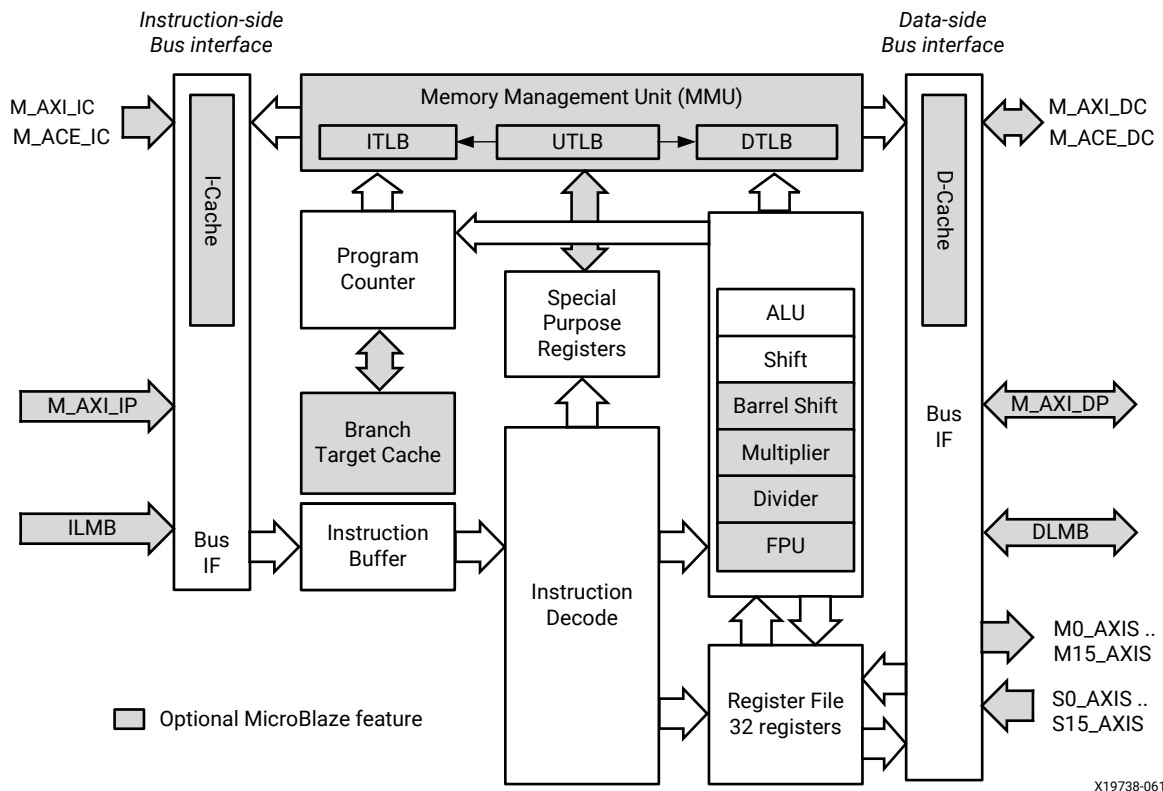 Instruction-side
Bus interface
Data-side
Bus interface
M_AXI_IC
M_ACE_IC
Memory Management Unit (MMU)
ITLB
UTLB
DTLB
M_AXI_DC
M_ACE_DC
I-Cache
D-Cache
Program
Counter
Special
Purpose
Registers
ALU
Shift
Barrel Shift
Multiplier
Divider
FPU
M_AXI_IP
Branch
Target Cache
Bus
IF
M_AXI_DP
ILMB
Bus
IF
Instruction
Buffer
DLMB
Instruction
Decode
M0_AXIS ..
M15_AXIS
Register File
32 registers
S0_AXIS ..
S15_AXIS
Optional MicroBlaze feature
X19738-061